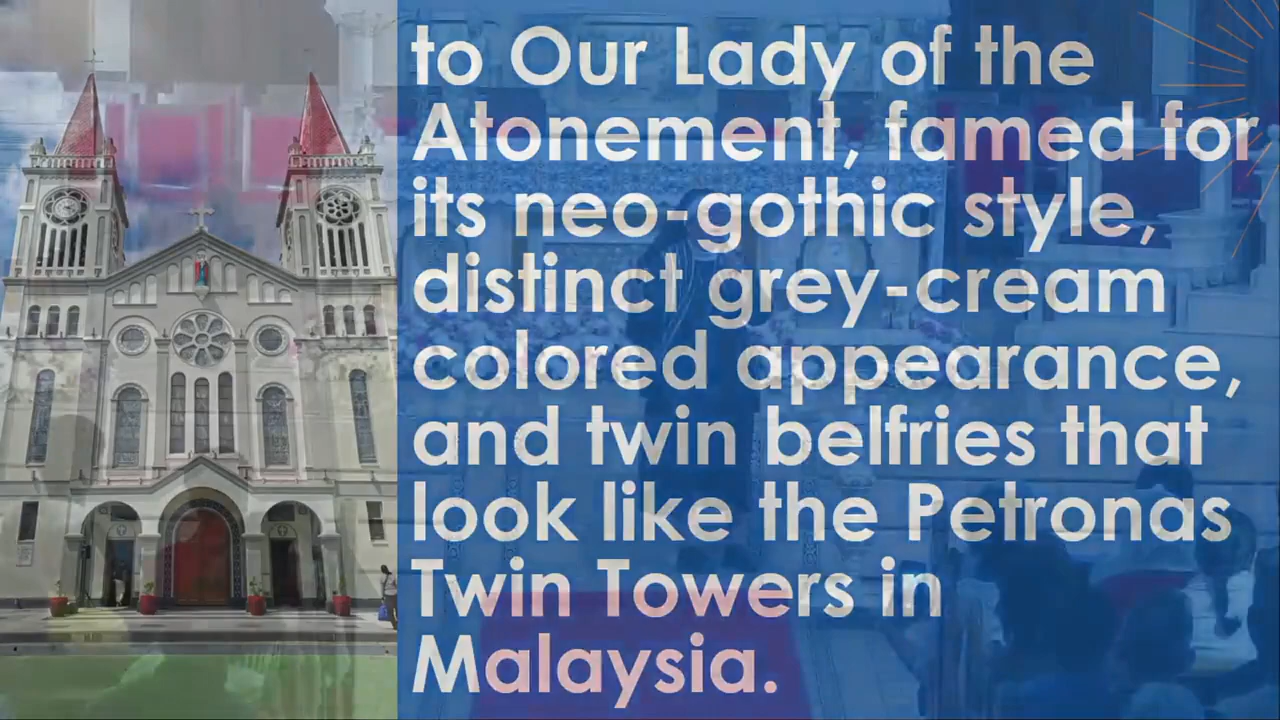 to Our Lady of the
Atonement, famed for
its neo-gothic style,
distinct grey-cream
colored appearance,
and twin belfries that
look like the Petronas
Twin Towers in
Malaysia.